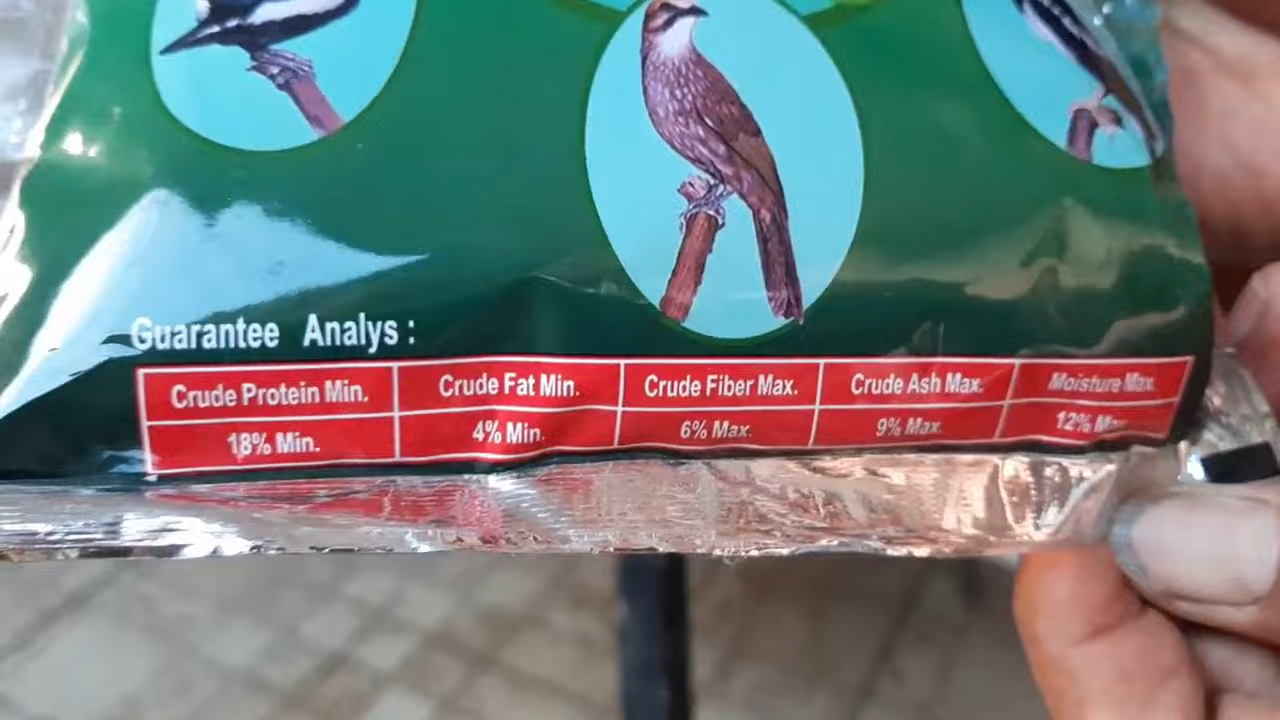 Guarantee Analys :
Crude Protein Min. Crude Fat Min. Crude Fiber Max. Crude Ash Max. Moisture Max.
18% Min. 4% Min. 6% Max. 9% Max. 12% Max.